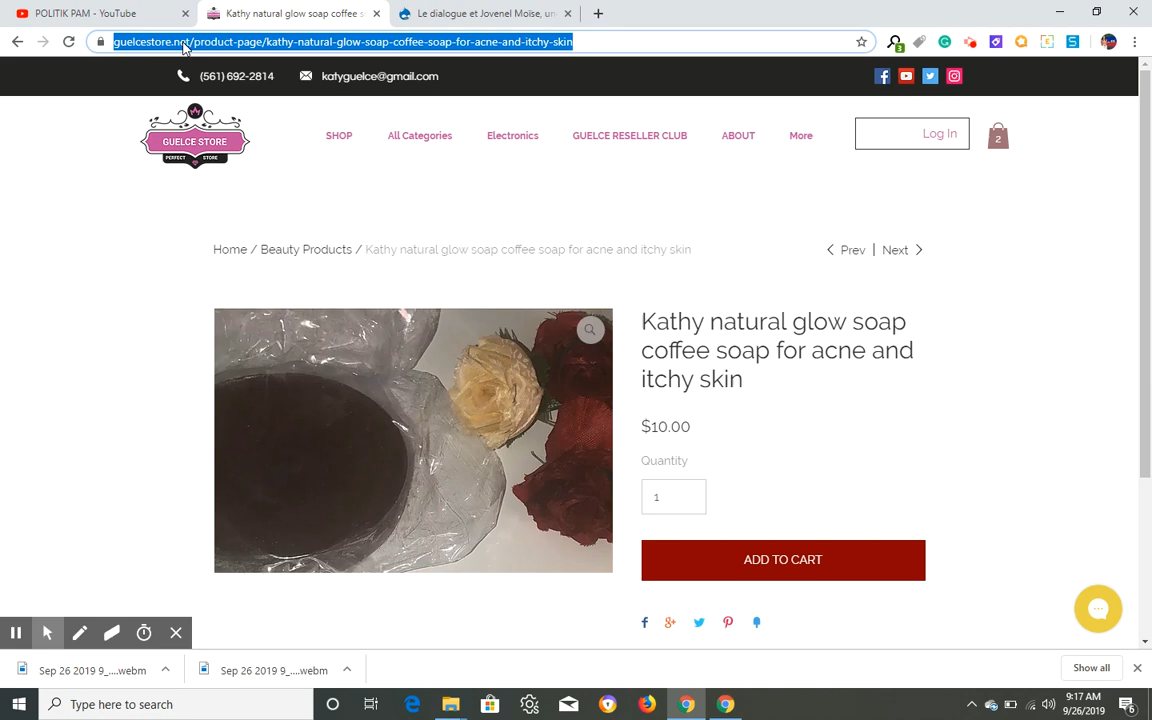 POLITIK PAM - YouTube
Kathy natural glow soap coffee s
Le dialogue et Jovenel Moïse, un
guelcestore.net/product-page/kathy-natural-glow-soap-coffee-soap-for-acne-and-itchy-skin
3
(561) 692-2814
katyguelce@gmail.com
GUELCE STORE
PERFECT STORE
SHOP
All Categories
Electronics
GUELCE RESELLER CLUB
ABOUT
More
Log In
2
Home / Beauty Products / Kathy natural glow soap coffee soap for acne and itchy skin
Prev | Next
Kathy natural glow soap
coffee soap for acne and
itchy skin
$10.00
Quantity
1
ADD TO CART
Sep 26 2019 9_....webm
Sep 26 2019 9_....webm
Show all
Type here to search
9:17 AM
9/26/2019
6